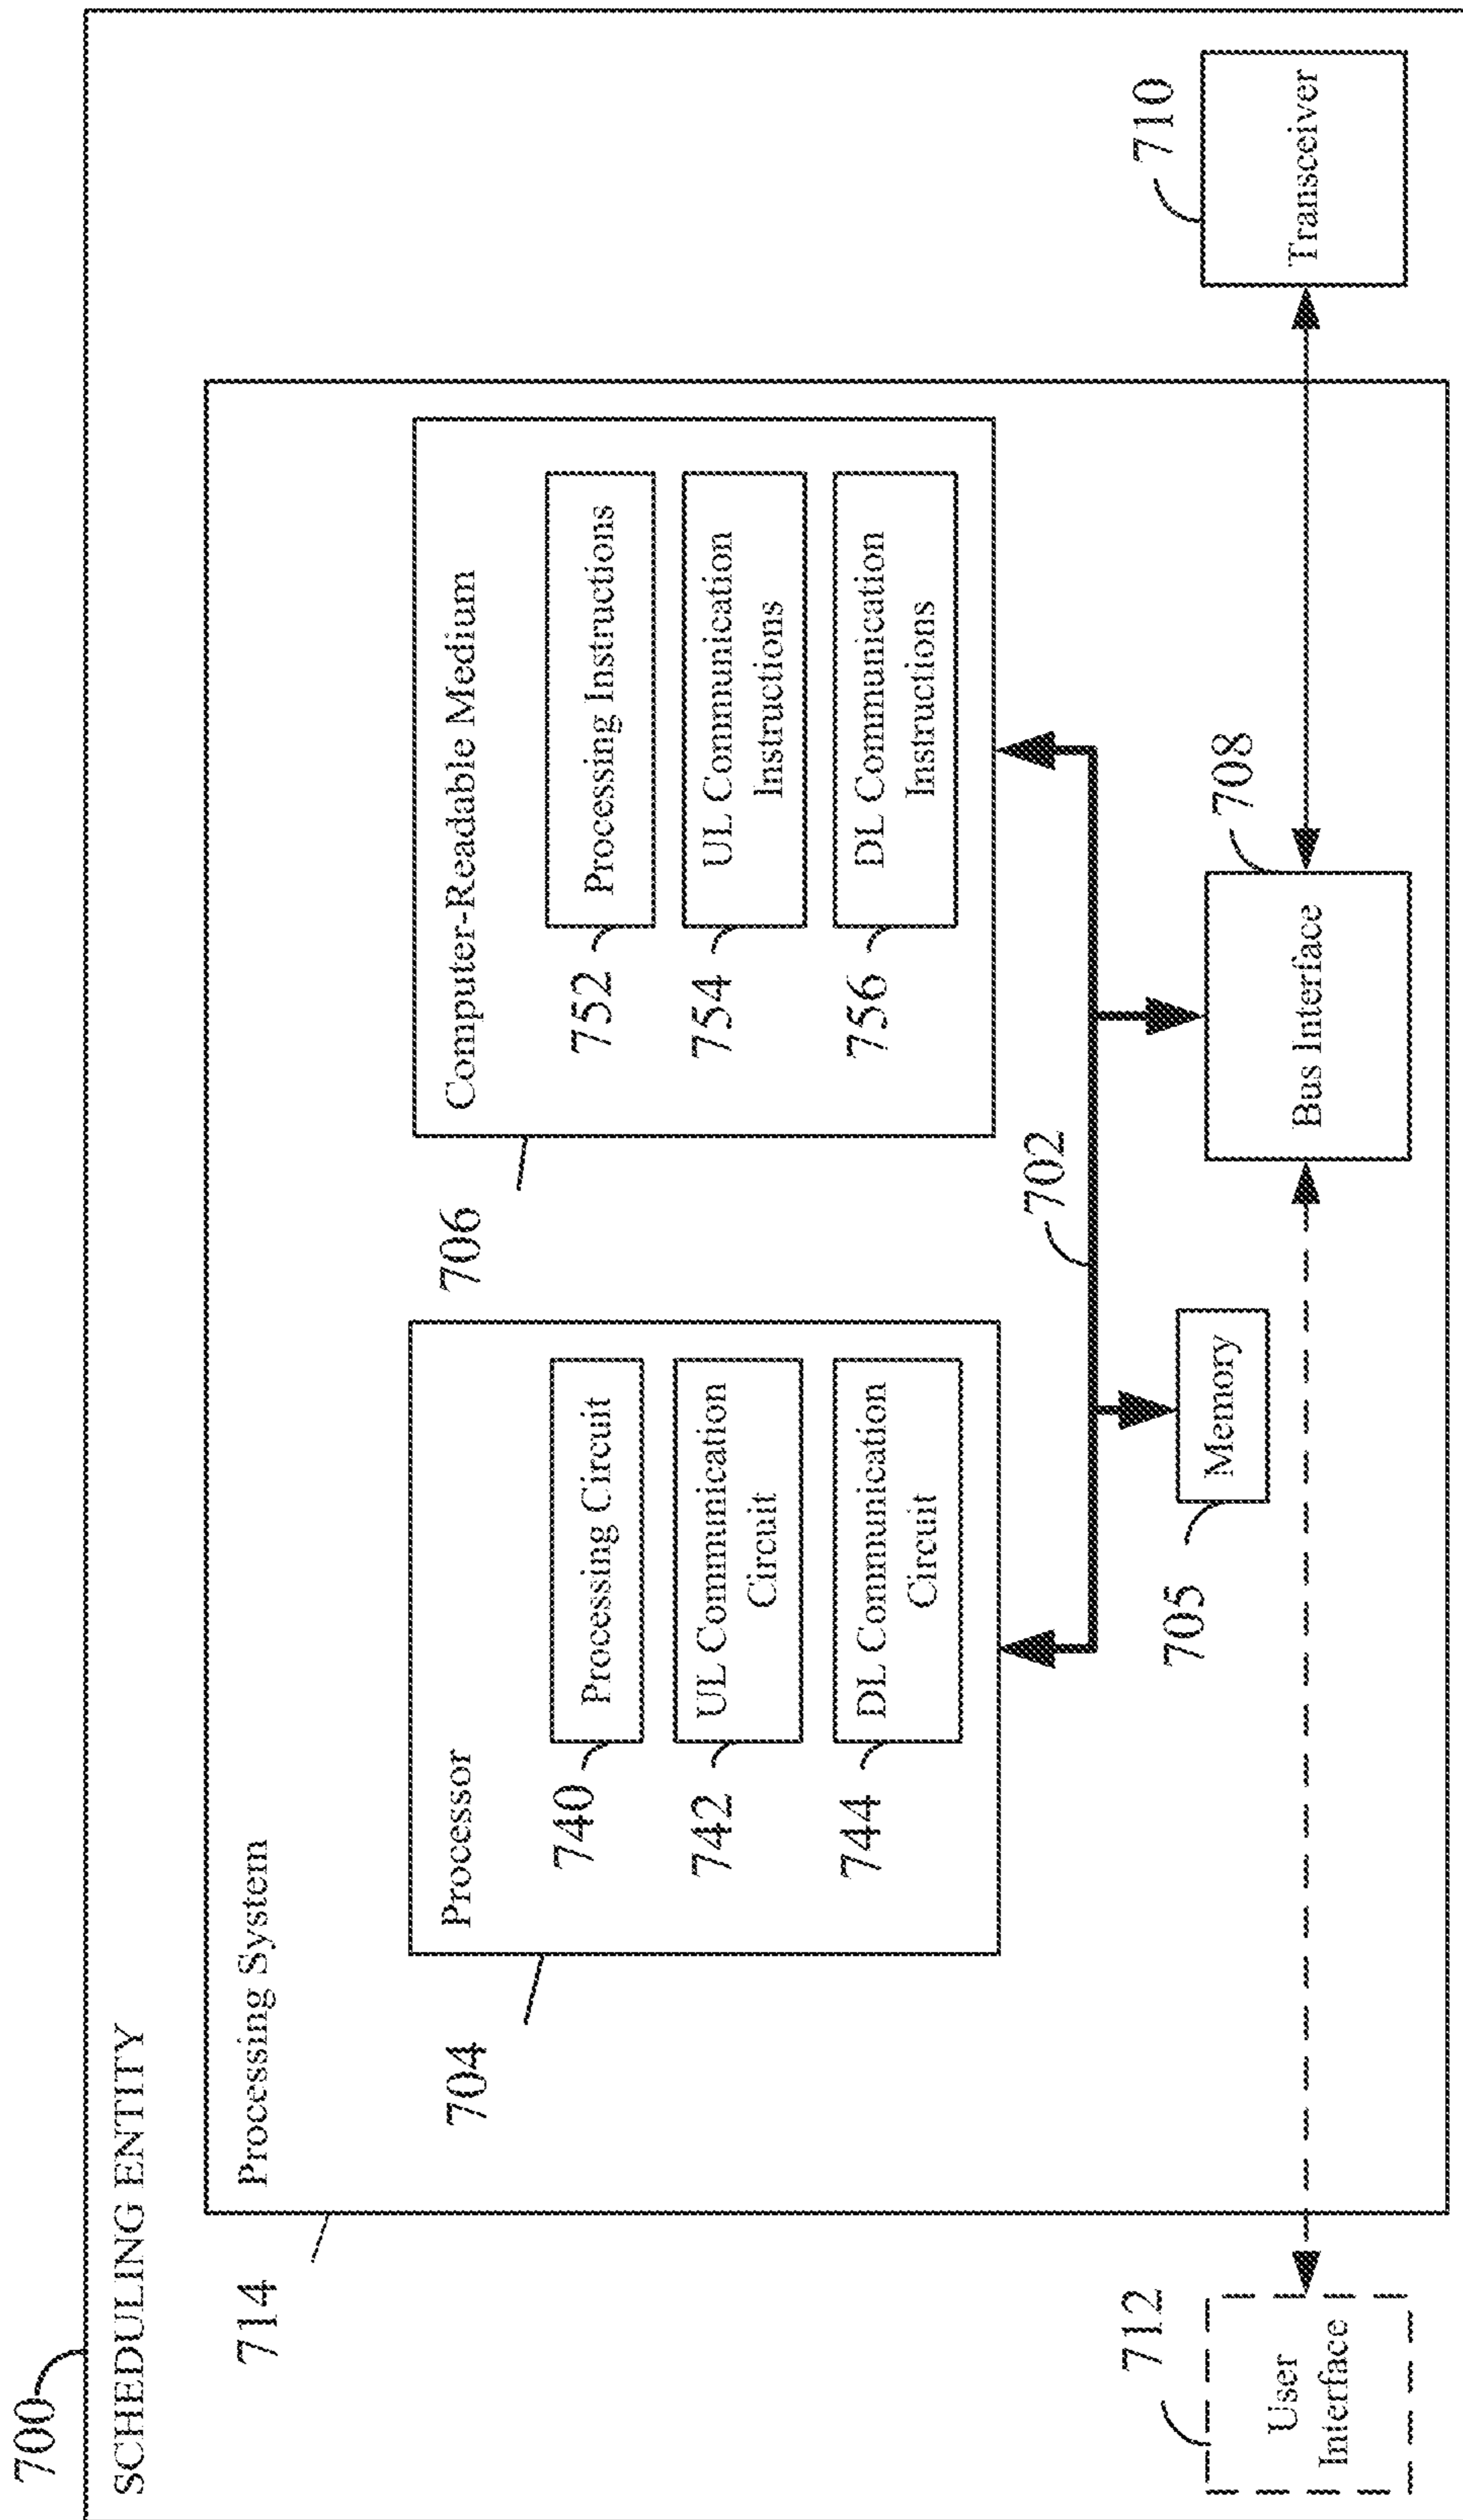 700
SCHEDULING ENTITY
714
Processing System
704
Processor
740
Processing Circuit
742
UL Communication
Circuit
744
DL Communication
Circuit
706
Computer-Readable Medium
752
Processing Instructions
754
UL Communication
Instructions
756
DL Communication
Instructions
702
705
Memory
708
Bus Interface
712
User
Interface
710
Transceiver